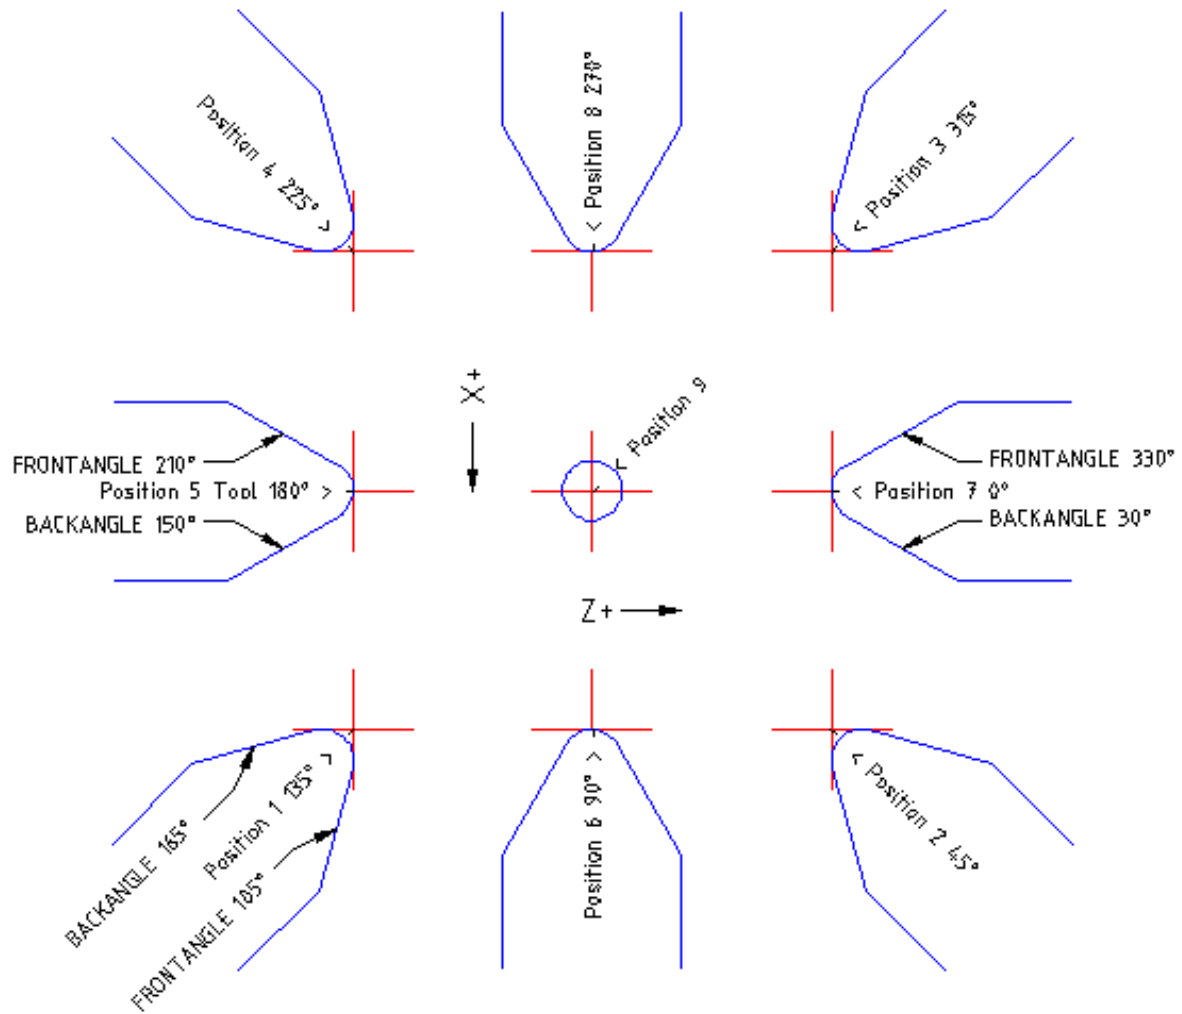 Position 4 225° >
< Position 8 270°
< Position 3 315°
X+
< Position 9
FRONTANGLE 210°
Position 5 Tool 180° >
BACKANGLE 150°
FRONTANGLE 330°
< Position 7 0°
BACKANGLE 30°
Z+
BACKANGLE 165°
Position 1 135° >
FRONTANGLE 105°
Position 6 90° >
< Position 2 45°